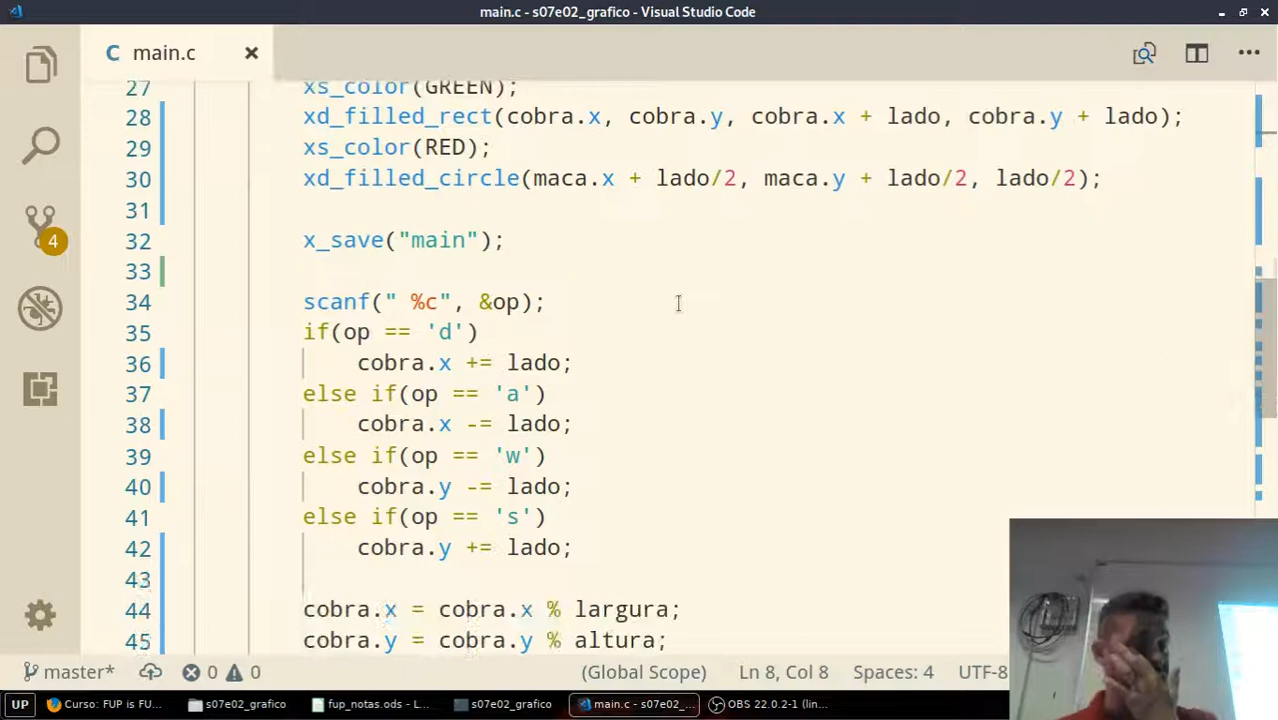 main.c - s07e02_grafico - Visual Studio Code
C main.c
27 xs_color(GREEN);
28 xd_filled_rect(cobra.x, cobra.y, cobra.x + lado, cobra.y + lado);
29 xs_color(RED);
30 xd_filled_circle(maca.x + lado/2, maca.y + lado/2, lado/2);
31
32 x_save("main");
33
34 scanf(" %c", &op);
35 if(op == 'd')
36 cobra.x += lado;
37 else if(op == 'a')
38 cobra.x -= lado;
39 else if(op == 'w')
40 cobra.y -= lado;
41 else if(op == 's')
42 cobra.y += lado;
43
44 cobra.x = cobra.x % largura;
45 cobra.y = cobra.y % altura;
4
master* 0 0 (Global Scope) Ln 8, Col 8 Spaces: 4 UTF-8
UP Curso: FUP is FU... s07e02_grafico fup_notas.ods - L... s07e02_grafico main.c - s07e02_... OBS 22.0.2-1 (lin...